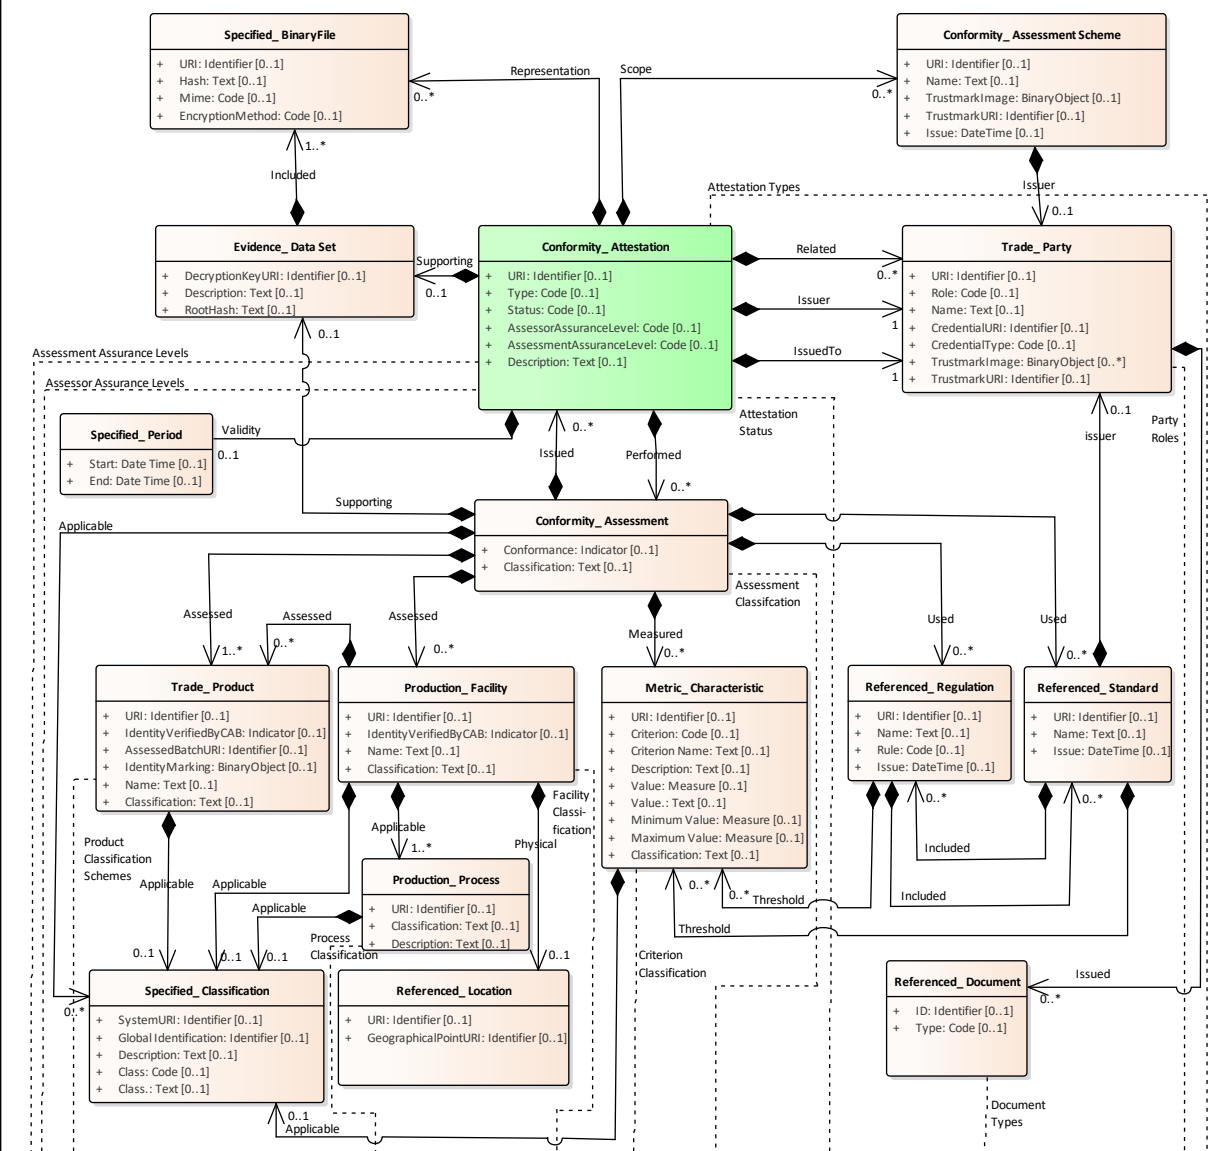 Specified_ BinaryFile
+ URI: Identifier [0..1]
+ Hash: Text [0..1]
+ Mime: Code [0..1]
+ EncryptionMethod: Code [0..1]
Representation
0..*
Scope
0..*
Conformity_ Assessment Scheme
+ URI: Identifier [0..1]
+ Name: Text [0..1]
+ TrustmarkImage: BinaryObject [0..1]
+ TrustmarkURI: Identifier [0..1]
+ Issue: DateTime [0..1]
1..*
Included
Issuer
0..1
Attestation Types
Evidence_ Data Set
+ DecryptionKeyURI: Identifier [0..1]
+ Description: Text [0..1]
+ RootHash: Text [0..1]
Supporting
0..1
Conformity_ Attestation
+ URI: Identifier [0..1]
+ Type: Code [0..1]
+ Status: Code [0..1]
+ AssessorAssuranceLevel: Code [0..1]
+ AssessmentAssuranceLevel: Code [0..1]
+ Description: Text [0..1]
Related
0..*
Issuer
1
IssuedTo
1
Trade_ Party
+ URI: Identifier [0..1]
+ Role: Code [0..1]
+ Name: Text [0..1]
+ CredentialURI: Identifier [0..1]
+ CredentialType: Code [0..1]
+ TrustmarkImage: BinaryObject [0..*]
+ TrustmarkURI: Identifier [0..1]
0..1
Assessment Assurance Levels
Assessor Assurance Levels
Specified_ Period
+ Start: Date Time [0..1]
+ End: Date Time [0..1]
Validity
0..1
0..*
Issued
Performed
0..*
Attestation
Status
0..1
issuer
Party
Roles
Supporting
Applicable
Conformity_ Assessment
+ Conformance: Indicator [0..1]
+ Classification: Text [0..1]
Assessment
Classifcation
Assessed
1..*
Assessed
0..*
Assessed
0..*
Measured
0..*
Used
0..*
Used
0..*
Trade_ Product
+ URI: Identifier [0..1]
+ IdentityVerifiedByCAB: Indicator [0..1]
+ AssessedBatchURI: Identifier [0..1]
+ IdentityMarking: BinaryObject [0..1]
+ Name: Text [0..1]
+ Classification: Text [0..1]
Production_ Facility
+ URI: Identifier [0..1]
+ IdentityVerifiedByCAB: Indicator [0..1]
+ Name: Text [0..1]
+ Classification: Text [0..1]
Metric_ Characteristic
+ URI: Identifier [0..1]
+ Criterion: Code [0..1]
+ Criterion Name: Text [0..1]
+ Description: Text [0..1]
+ Value: Measure [0..1]
+ Value.: Text [0..1]
+ Minimum Value: Measure [0..1]
+ Maximum Value: Measure [0..1]
+ Classification: Text [0..1]
Referenced_ Regulation
+ URI: Identifier [0..1]
+ Name: Text [0..1]
+ Rule: Code [0..1]
+ Issue: DateTime [0..1]
Referenced_ Standard
+ URI: Identifier [0..1]
+ Name: Text [0..1]
+ Issue: DateTime [0..1]
Product
Classification
Schemes
Applicable
0..1
Applicable
0..1
Applicable
1..*
Physical
0..1
Facility
Classi-
fication
Production_ Process
+ URI: Identifier [0..1]
+ Classification: Text [0..1]
+ Description: Text [0..1]
Applicable
0..1
Process
Classification
0..*
0..*
Included
Included
0..*
0..*
Threshold
Threshold
Criterion
Classification
0..*
Specified_ Classification
+ SystemURI: Identifier [0..1]
+ Global Identification: Identifier [0..1]
+ Description: Text [0..1]
+ Class: Code [0..1]
+ Class.: Text [0..1]
Referenced_ Location
+ URI: Identifier [0..1]
+ GeographicalPointURI: Identifier [0..1]
Referenced_ Document
+ ID: Identifier [0..1]
+ Type: Code [0..1]
Issued
0..*
0..1
Applicable
Document
Types